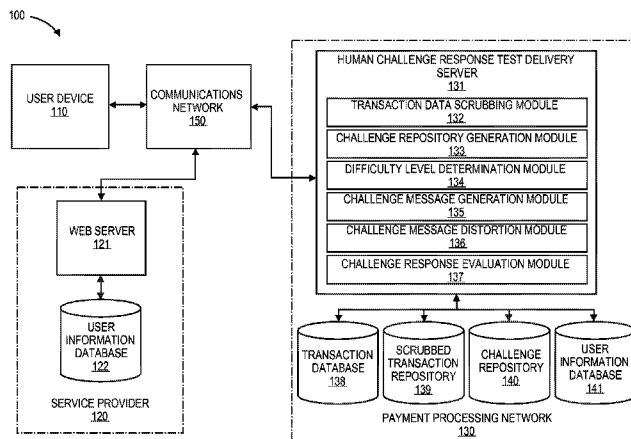 100
USER DEVICE
110
COMMUNICATIONS
NETWORK
150
HUMAN CHALLENGE RESPONSE TEST DELIVERY
SERVER
131
TRANSACTION DATA SCRUBBING MODULE
132
CHALLENGE REPOSITORY GENERATION MODULE
133
DIFFICULTY LEVEL DETERMINATION MODULE
134
CHALLENGE MESSAGE GENERATION MODULE
135
CHALLENGE MESSAGE DISTORTION MODULE
136
CHALLENGE RESPONSE EVALUATION MODULE
137
WEB SERVER
121
USER
INFORMATION
DATABASE
122
SERVICE PROVIDER
120
TRANSACTION
DATABASE
138
SCRUBBED
TRANSACTION
REPOSITORY
139
CHALLENGE
REPOSITORY
140
USER
INFORMATION
DATABASE
141
PAYMENT PROCESSING NETWORK
130